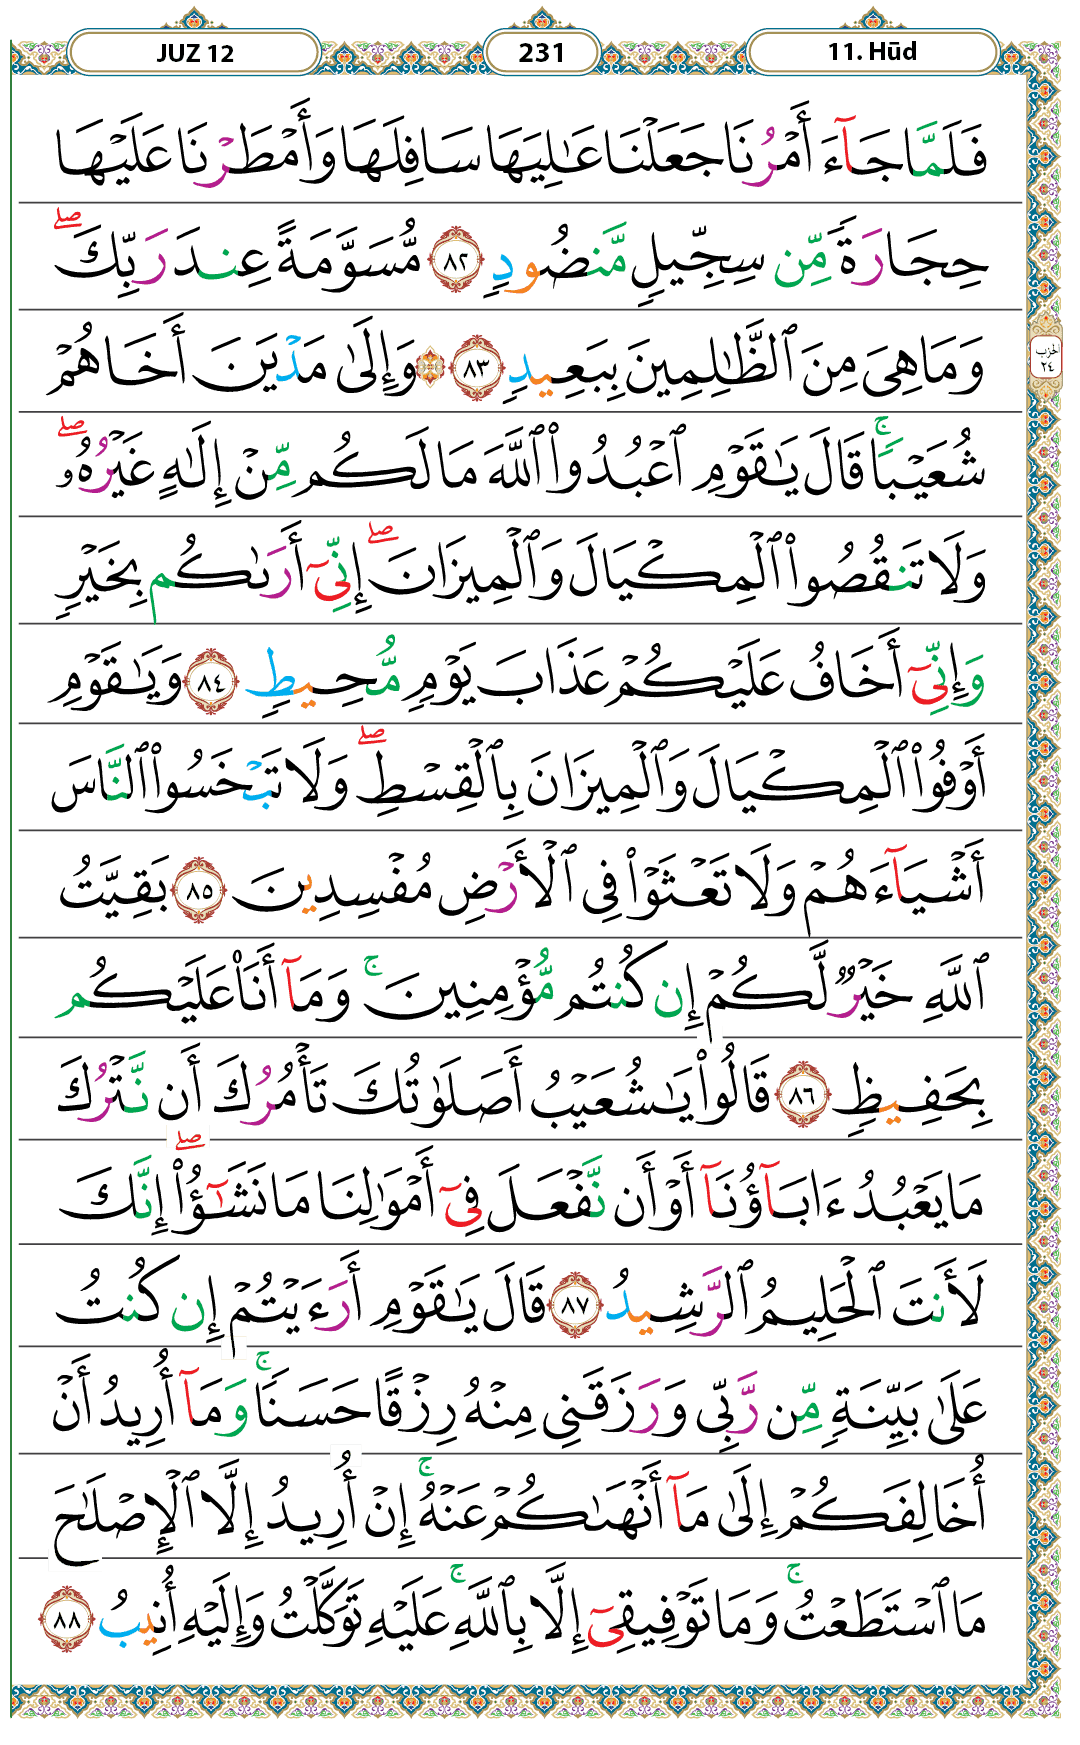 JUZ 12
231
11. Hūd
فَلَمَّا جَآءَ أَمْرُنَا جَعَلْنَا عَٰلِيَهَا سَافِلَهَا وَأَمْطَرْنَا عَلَيْهَا
حِجَارَةً مِّن سِجِّيلٍ مَّنضُودٍ ٨٢ مُّسَوَّمَةً عِندَ رَبِّكَ ۖ
وَمَا هِىَ مِنَ ٱلظَّٰلِمِينَ بِبَعِيدٍ ٨٣ ۞ وَإِلَىٰ مَدْيَنَ أَخَاهُمْ
الحزب
٢٤
شُعَيْبًا ۚ قَالَ يَٰقَوْمِ ٱعْبُدُوا۟ ٱللَّهَ مَا لَكُم مِّنْ إِلَٰهٍ غَيْرُهُۥ ۖ
وَلَا تَنقُصُوا۟ ٱلْمِكْيَالَ وَٱلْمِيزَانَ ۖ إِنِّىٓ أَرَىٰكُم بِخَيْرٍ
وَإِنِّىٓ أَخَافُ عَلَيْكُمْ عَذَابَ يَوْمٍ مُّحِيطٍ ٨٤ وَيَٰقَوْمِ
أَوْفُوا۟ ٱلْمِكْيَالَ وَٱلْمِيزَانَ بِٱلْقِسْطِ ۖ وَلَا تَبْخَسُوا۟ ٱلنَّاسَ
أَشْيَآءَهُمْ وَلَا تَعْثَوْا۟ فِى ٱلْأَرْضِ مُفْسِدِينَ ٨٥ بَقِيَّتُ
ٱللَّهِ خَيْرٌ لَّكُمْ إِن كُنتُم مُّؤْمِنِينَ ۚ وَمَآ أَنَا۠ عَلَيْكُم
بِحَفِيظٍ ٨٦ قَالُوا۟ يَٰشُعَيْبُ أَصَلَوٰتُكَ تَأْمُرُكَ أَن نَّتْرُكَ
مَا يَعْبُدُ ءَابَآؤُنَآ أَوْ أَن نَّفْعَلَ فِىٓ أَمْوَٰلِنَا مَا نَشَٰٓؤُا۟ ۖ إِنَّكَ
لَأَنتَ ٱلْحَلِيمُ ٱلرَّشِيدُ ٨٧ قَالَ يَٰقَوْمِ أَرَءَيْتُمْ إِن كُنتُ
عَلَىٰ بَيِّنَةٍ مِّن رَّبِّى وَرَزَقَنِى مِنْهُ رِزْقًا حَسَنًا ۚ وَمَآ أُرِيدُ أَنْ
أُخَالِفَكُمْ إِلَىٰ مَآ أَنْهَىٰكُمْ عَنْهُ ۚ إِنْ أُرِيدُ إِلَّا ٱلْإِصْلَٰحَ
مَا ٱسْتَطَعْتُ ۚ وَمَا تَوْفِيقِىٓ إِلَّا بِٱللَّهِ ۚ عَلَيْهِ تَوَكَّلْتُ وَإِلَيْهِ أُنِيبُ ٨٨